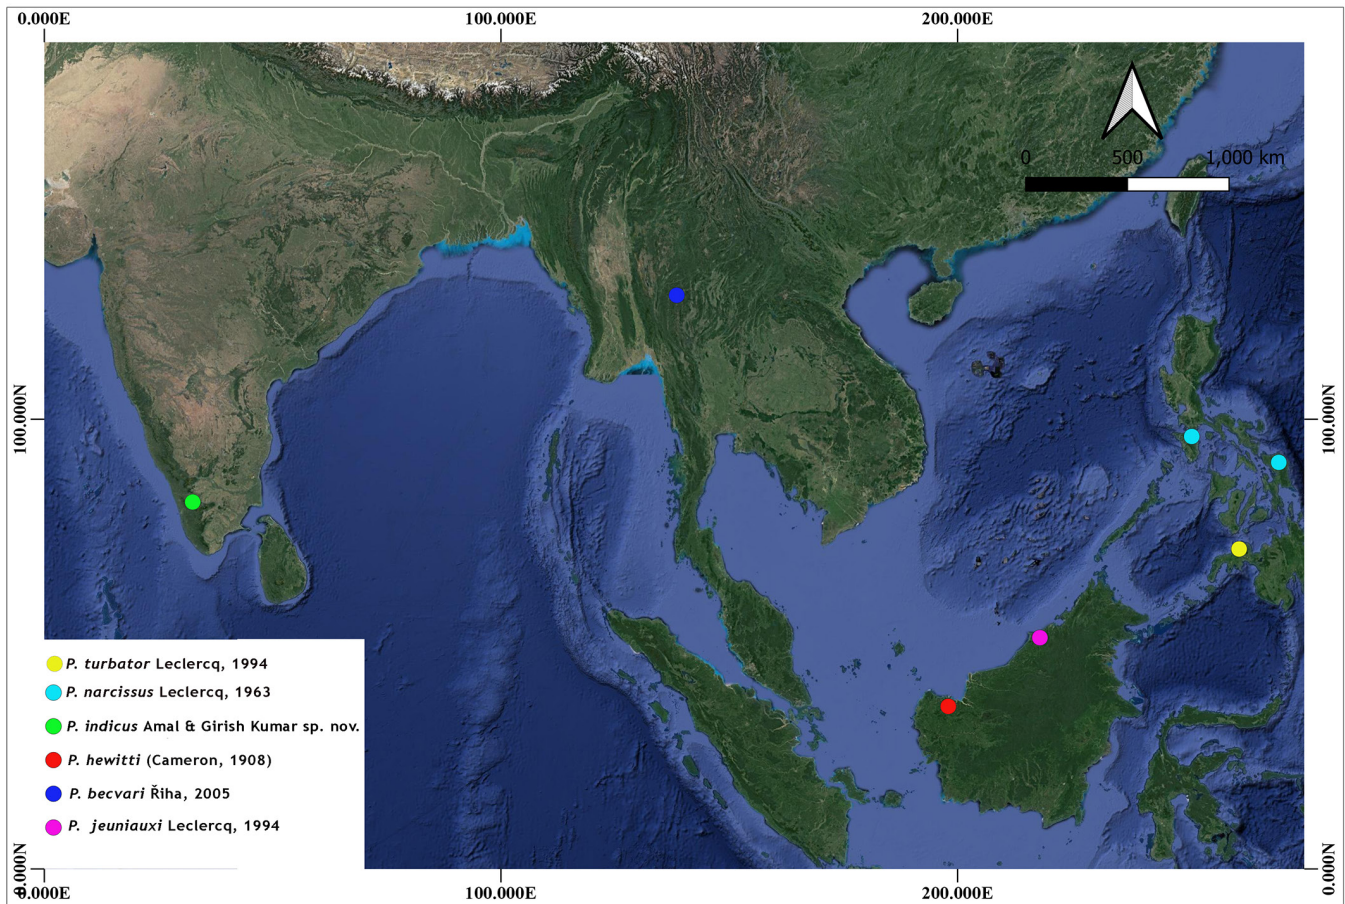 0.000E 100.000E 200.000E
0 500 1,000 km
100.000N 100.000N
P. turbator Leclercq, 1994
P. narcissus Leclercq, 1963
P. indicus Amal & Girish Kumar sp. nov.
P. hewitti (Cameron, 1908)
P. becvari Řiha, 2005
P. jeuniauxi Leclercq, 1994
0.000N 0.000N
0.000E 100.000E 200.000E